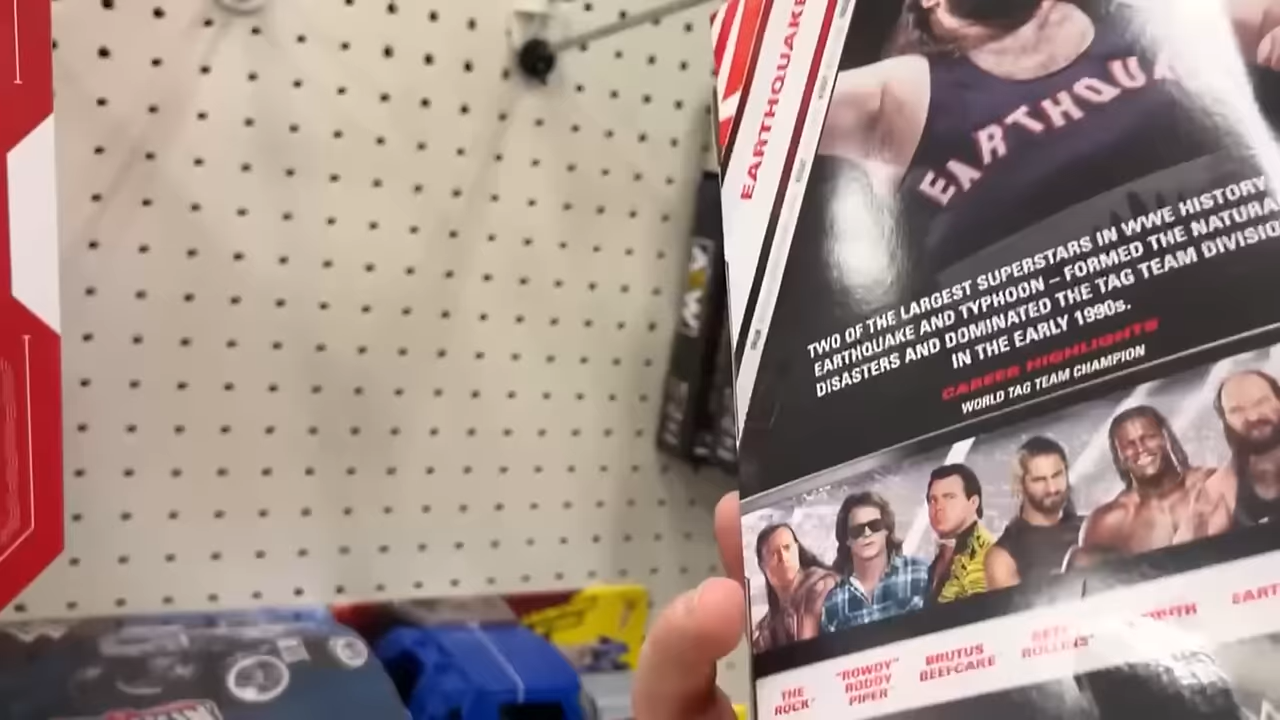 EARTHQUAKE
EARTHQUA
TWO OF THE LARGEST SUPERSTARS IN WWE HISTORY
EARTHQUAKE AND TYPHOON – FORMED THE NATURA
DISASTERS AND DOMINATED THE TAG TEAM DIVISIO
IN THE EARLY 1990s.
CAREER HIGHLIGHTS
WORLD TAG TEAM CHAMPION
THE
ROCK
"ROWDY"
RODDY
PIPER
BRUTUS
BEEFCAKE
SETH
ROLLINS
EART